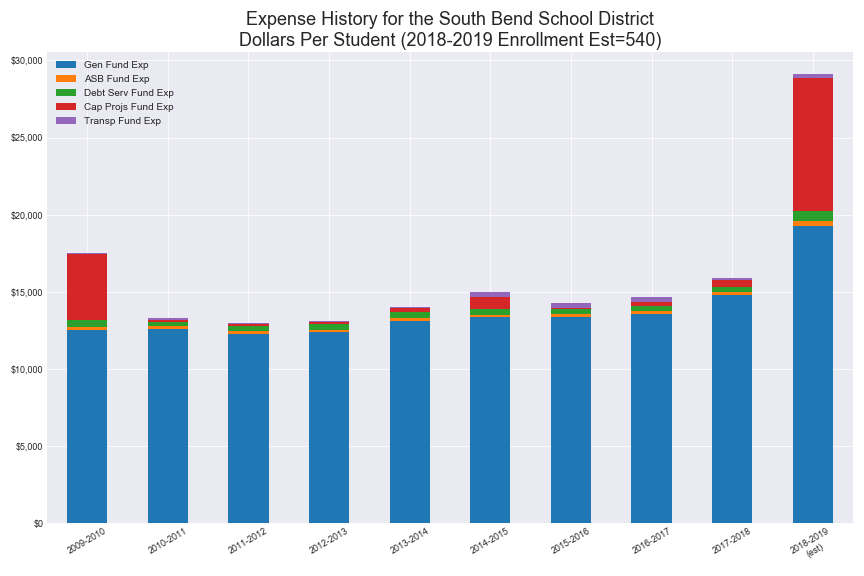 Expense History for the South Bend School District
Dollars Per Student (2018-2019 Enrollment Est=540)
Gen Fund Exp
ASB Fund Exp
Debt Serv Fund Exp
Cap Projs Fund Exp
Transp Fund Exp
$30,000
$25,000
$20,000
$15,000
$10,000
$5,000
$0
2009-2010
2010-2011
2011-2012
2012-2013
2013-2014
2014-2015
2015-2016
2016-2017
2017-2018
2018-2019
(est)